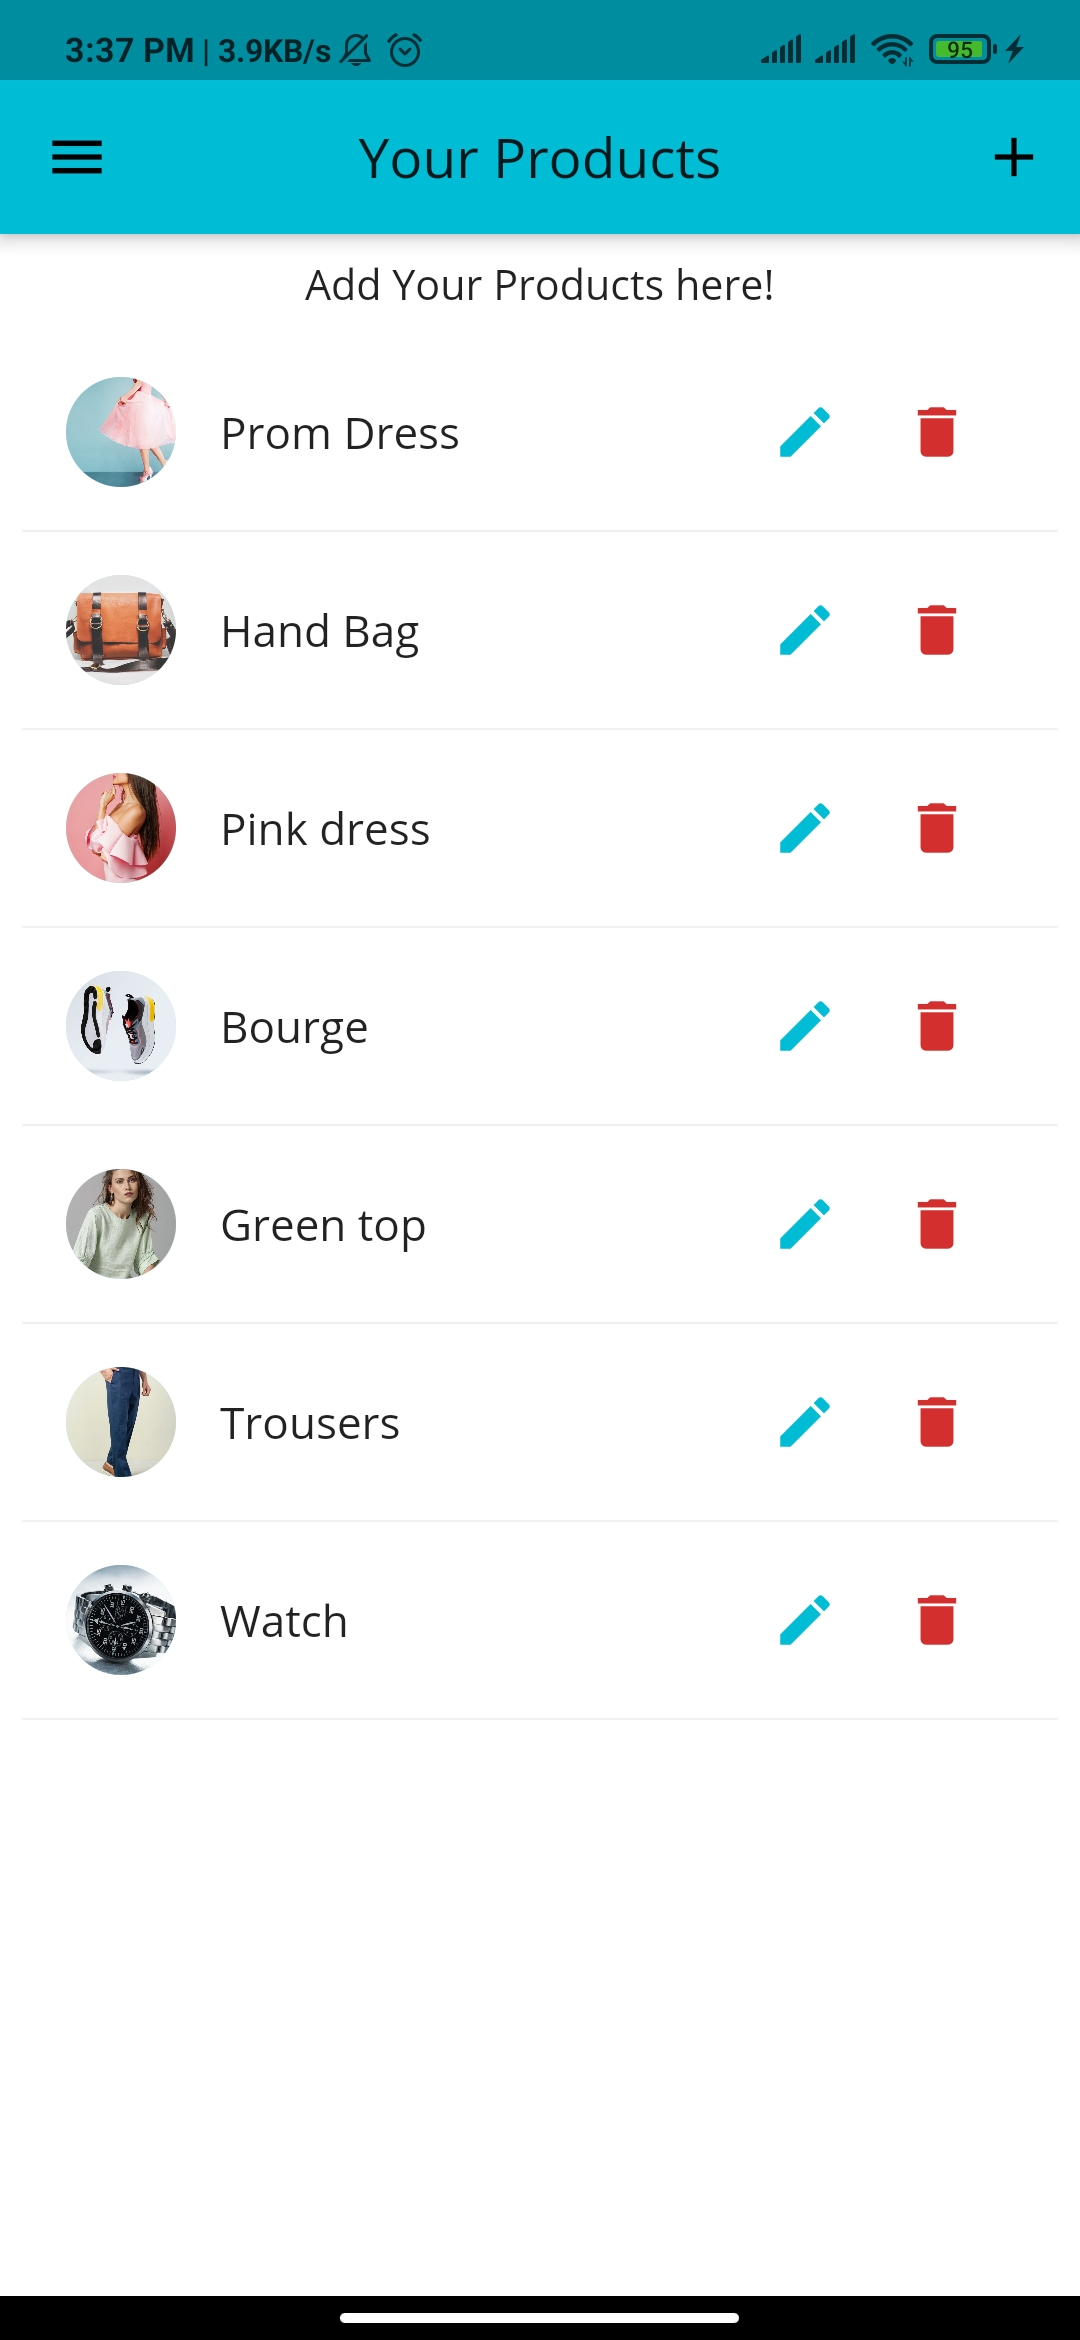 3:37 PM | 3.9KB/s
95
Your Products
Add Your Products here!
Prom Dress
Hand Bag
Pink dress
Bourge
Green top
Trousers
Watch